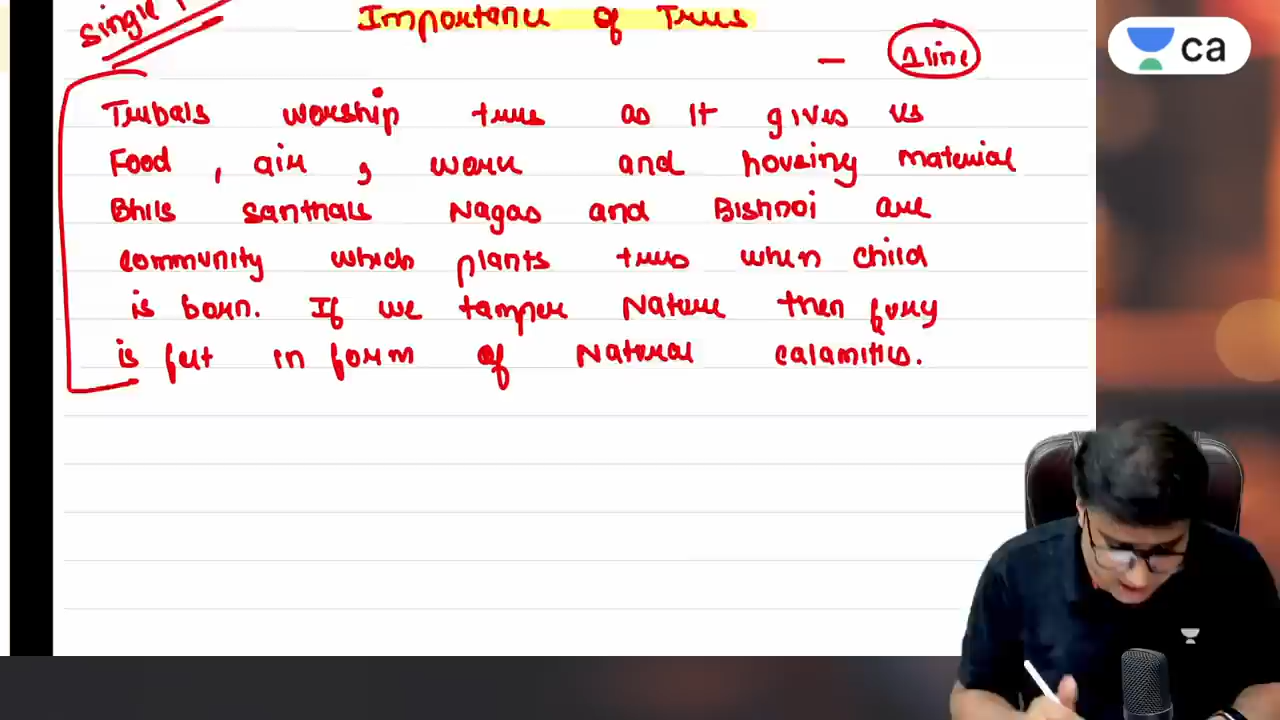 single
Importance of Trees
ca
- 1 line
Tribals worship trees as it gives us
Food , air , work and housing material
Bhils santhals Nagas and Bishnoi are
community which plants trees when child
is born. If we tamper Nature then fury
is felt in form of Natural calamities.